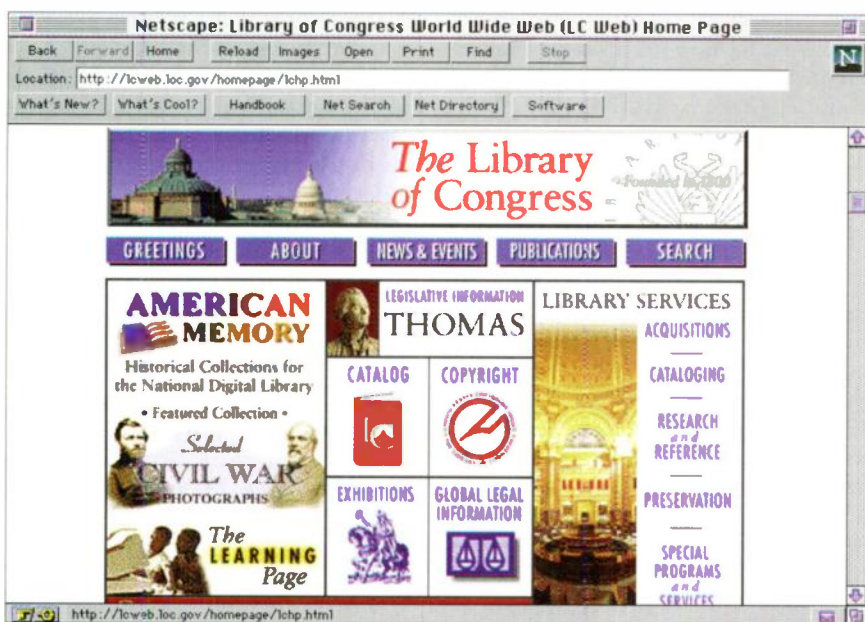 Netscape: Library of Congress World Wide Web (LC Web) Home Page
Back Forward Home Reload Images Open Print Find Stop
N
Location: http://lcweb.loc.gov/homepage/lchp.html
What's New? What's Cool? Handbook Net Search Net Directory Software
The Library
of Congress
Founded in 1800
GREETINGS ABOUT NEWS & EVENTS PUBLICATIONS SEARCH
AMERICAN
MEMORY
Historical Collections for
the National Digital Library
• Featured Collection •
Selected
CIVIL WAR
PHOTOGRAPHS
The
LEARNING
Page
LEGISLATIVE INFORMATION
THOMAS
CATALOG
lc
COPYRIGHT
EXHIBITIONS
GLOBAL LEGAL
INFORMATION
LIBRARY SERVICES
ACQUISITIONS
CATALOGING
RESEARCH
and
REFERENCE
PRESERVATION
SPECIAL
PROGRAMS
and
SERVICES
http://lcweb.loc.gov/homepage/lchp.html